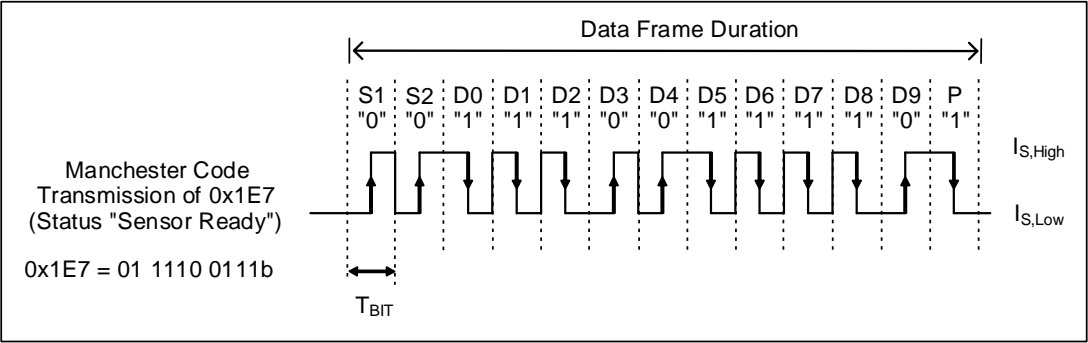 Data Frame Duration
S1 S2 D0 D1 D2 D3 D4 D5 D6 D7 D8 D9 P
"0" "0" "1" "1" "1" "0" "0" "1" "1" "1" "1" "0" "1"
IS,High
Manchester Code
Transmission of 0x1E7
(Status "Sensor Ready")
IS,Low
0x1E7 = 01 1110 0111b
TBIT